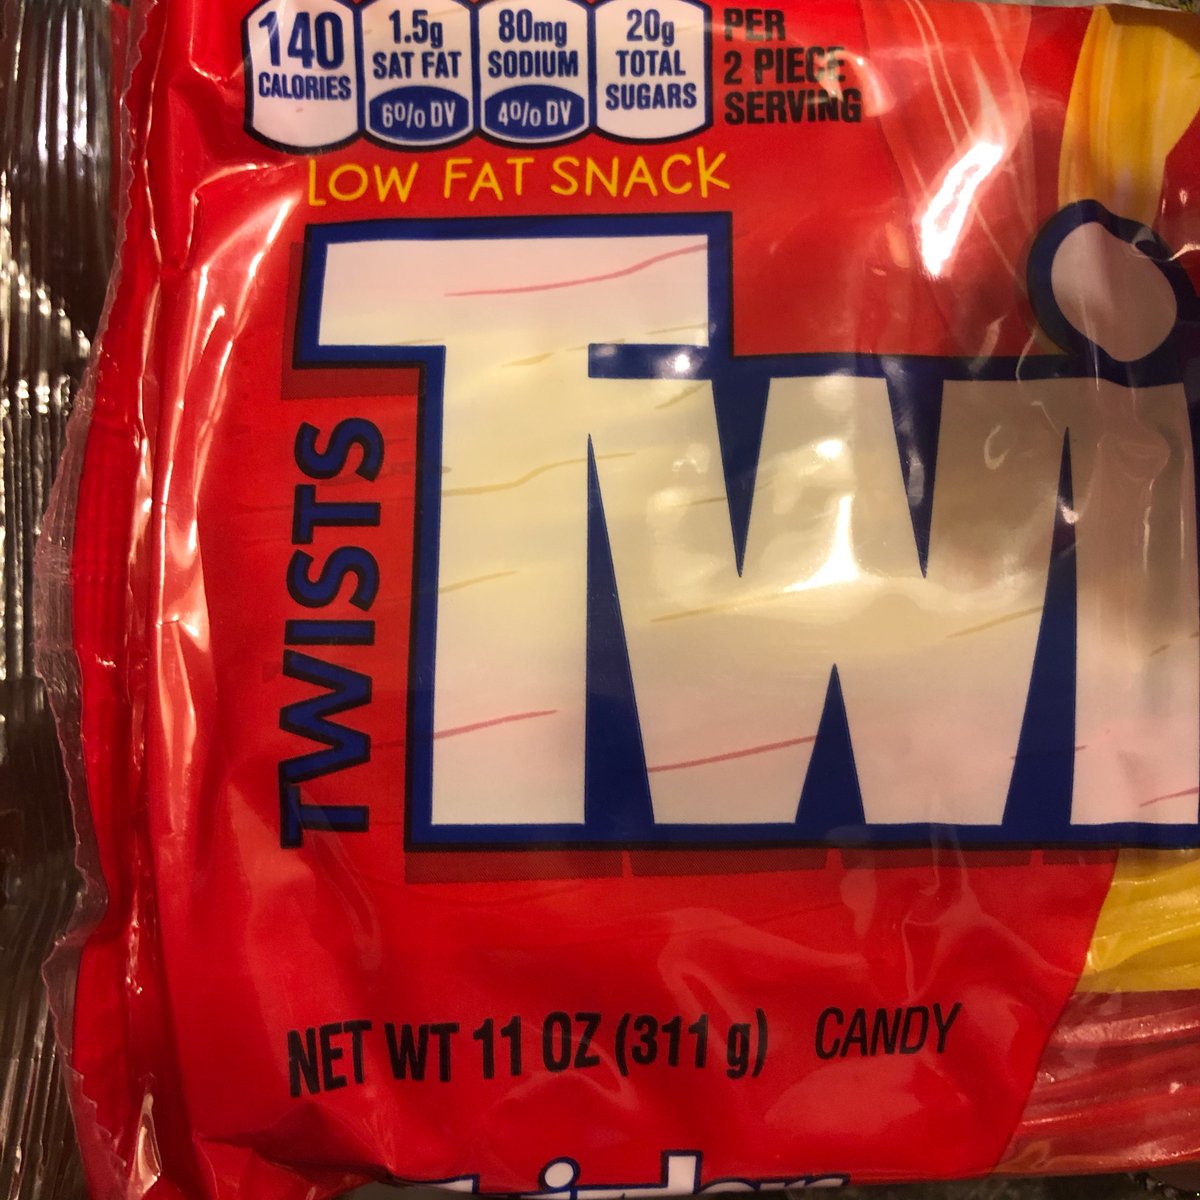 140
CALORIES
1.5g
SAT FAT
6% DV
80mg
SODIUM
4% DV
20g
TOTAL
SUGARS
PER
2 PIECE
SERVING
LOW FAT SNACK
TWISTS
Twi
NET WT 11 OZ (311 g) CANDY